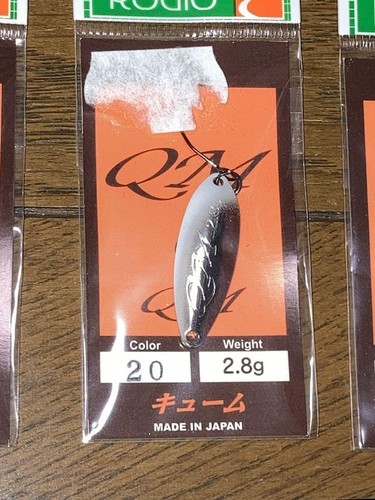 RODIO
QM
QM
Color
Weight
20
2.8g
キューム
MADE IN JAPAN